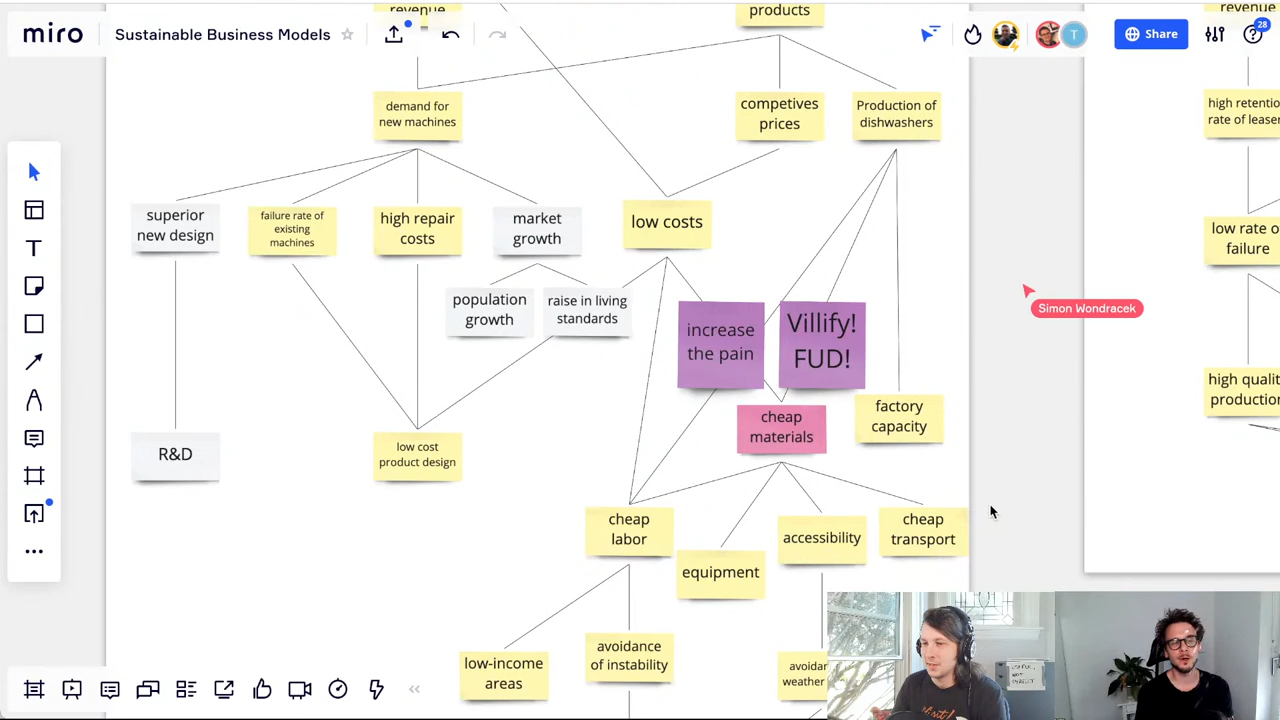 revenue
products
revenue
miro
Sustainable Business Models
T
Share
28
demand for
new machines
competives
prices
Production of
dishwashers
high retention
rate of leaser
superior
new design
failure rate of
existing
machines
high repair
costs
market
growth
low costs
low rate of
failure
population
growth
raise in living
standards
increase
the pain
Villify!
FUD!
Simon Wondracek
high quality
production
cheap
materials
factory
capacity
R&D
low cost
product design
cheap
labor
equipment
accessibility
cheap
transport
low-income
areas
avoidance
of instability
avoidan
weather